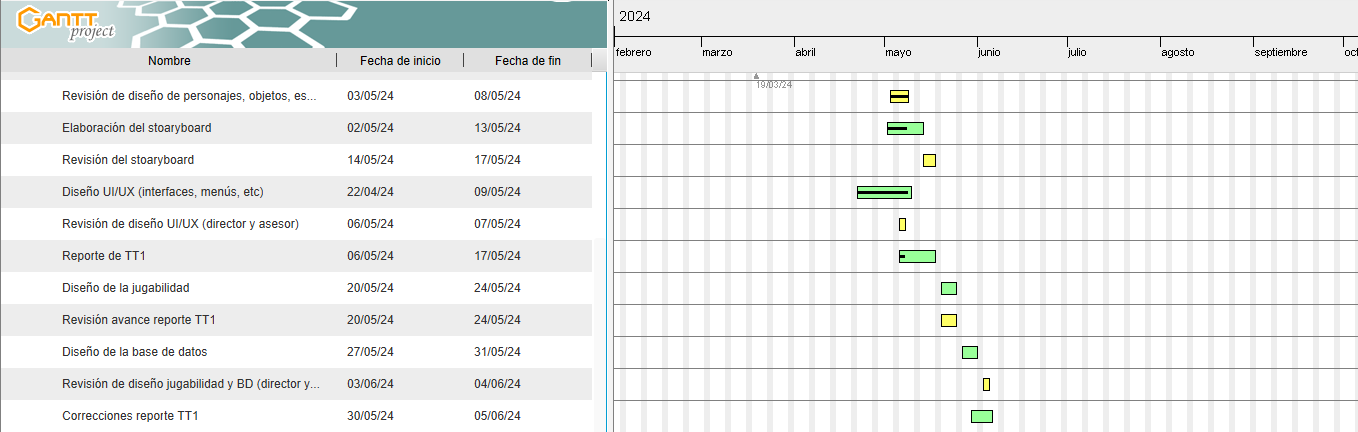 GANTT project
2024
febrero marzo abril mayo junio julio agosto septiembre oct
Nombre Fecha de inicio Fecha de fin
19/03/24
Revisión de diseño de personajes, objetos, es... 03/05/24 08/05/24
Elaboración del stoaryboard 02/05/24 13/05/24
Revisión del stoaryboard 14/05/24 17/05/24
Diseño UI/UX (interfaces, menús, etc) 22/04/24 09/05/24
Revisión de diseño UI/UX (director y asesor) 06/05/24 07/05/24
Reporte de TT1 06/05/24 17/05/24
Diseño de la jugabilidad 20/05/24 24/05/24
Revisión avance reporte TT1 20/05/24 24/05/24
Diseño de la base de datos 27/05/24 31/05/24
Revisión de diseño jugabilidad y BD (director y... 03/06/24 04/06/24
Correcciones reporte TT1 30/05/24 05/06/24